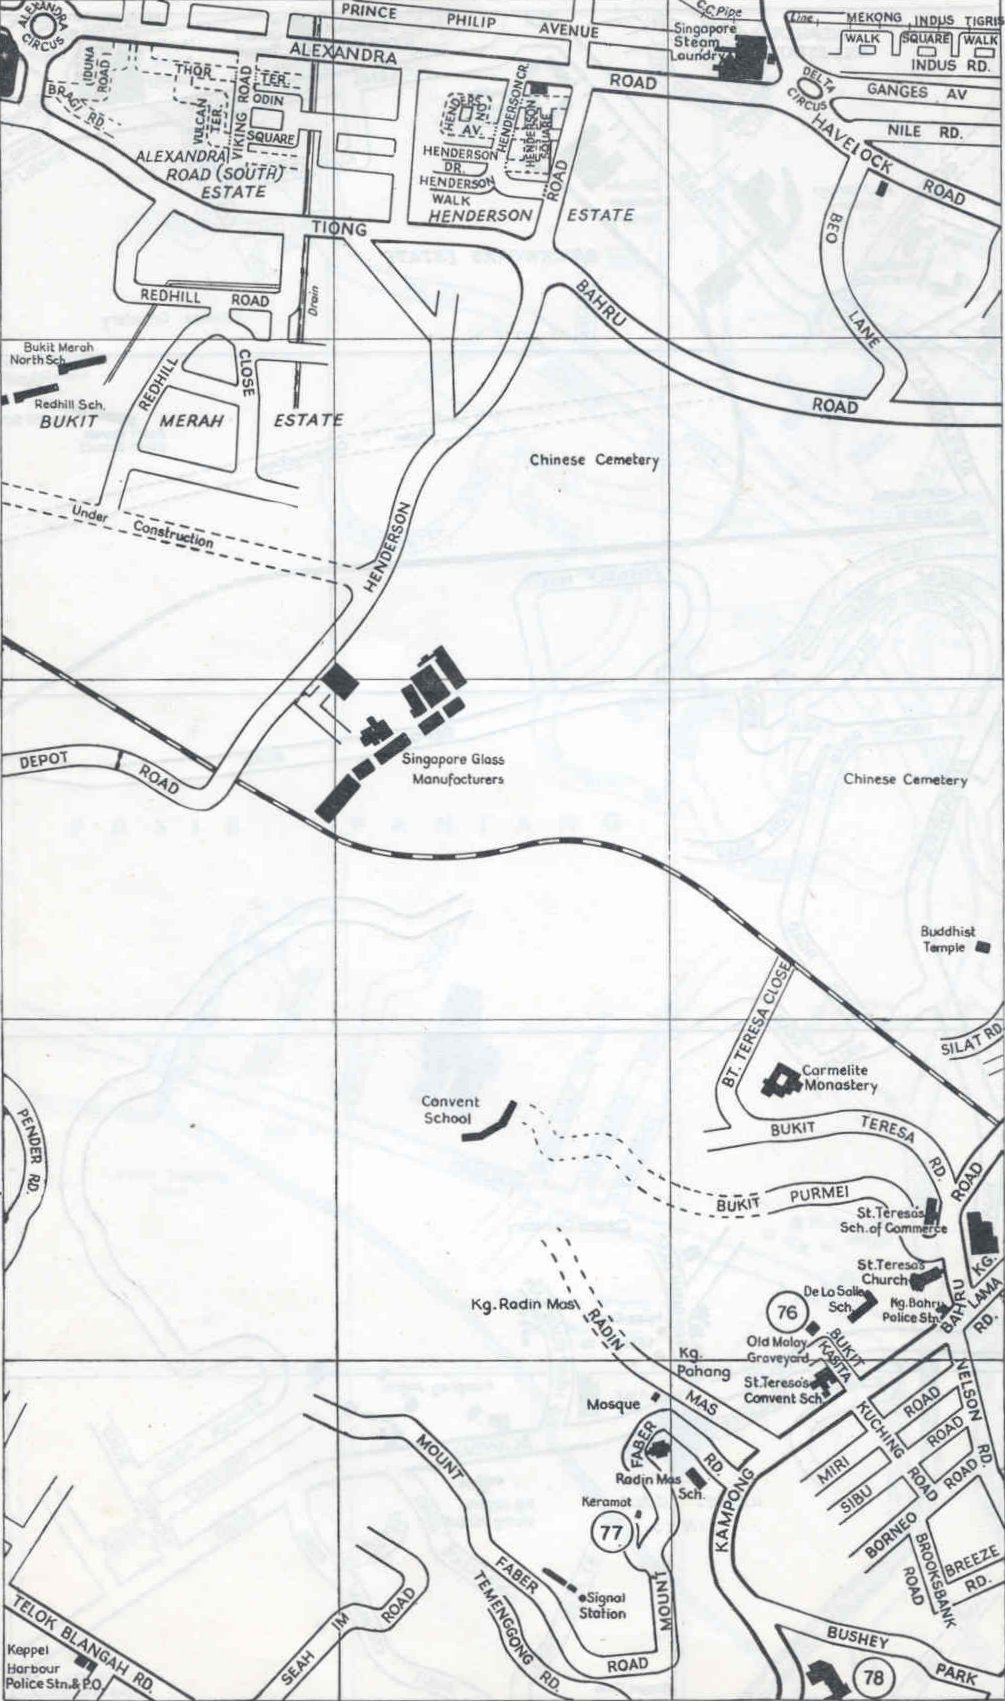 ALEXANDRA
CIRCUS
PRINCE PHILIP AVENUE
C.C.Pipe
Line
Singapore
Steam
Laundry
MEKONG
WALK
INDUS
SQUARE
TIGRIS
WALK
INDUS RD.
DELTA
CIRCUS
GANGES AV
NILE RD.
HAVELOCK ROAD
ALEXANDRA ROAD
IDUNA
ROAD
BRAGI RD
THOR TER.
VULCAN
TER.
VIKING ROAD
ODIN
SQUARE
ALEXANDRA
ROAD (SOUTH)
ESTATE
HENDERSON
AV.
HENDERSON CR.
HENDERSON
SQUARE
HENDERSON
DR.
HENDERSON
WALK
HENDERSON ESTATE
ROAD
BEO LANE
TIONG BAHRU ROAD
REDHILL ROAD
Drain
Bukit Merah
North Sch.
Redhill Sch.
REDHILL CLOSE
BUKIT MERAH ESTATE
Chinese Cemetery
Under Construction
HENDERSON
DEPOT ROAD
Singapore Glass
Manufacturers
Chinese Cemetery
Buddhist
Temple
SILAT RD
BT. TERESA CLOSE
Carmelite
Monastery
Convent
School
PENDER RD.
BUKIT TERESA RD.
BUKIT PURMEI
ROAD
St.Teresa's
Sch.of Commerce
St.Teresa's
Church
De La Salle
Sch.
Kg.Bahru
Police Stn.
BAHRU
KG.
LAMA
RD.
76
Kg.Radin Mas
RADIN MAS RD.
Old Malay
Graveyard
BUKIT
KASITA
Kg.
Pahang
St.Teresa's
Convent Sch.
Mosque
FABER
Radin Mas
Sch.
KAMPONG
NELSON RD.
KUCHING ROAD
ROAD
ROAD
ROAD
MIRI
SIBU
BORNEO
BROOKSBANK
ROAD
BREEZE
RD.
Keramat
77
MOUNT FABER ROAD
MOUNT
Signal
Station
TEMENGGONG RD.
SEAH IM ROAD
TELOK BLANGAH RD.
Keppel
Harbour
Police Stn.& P.O.
BUSHEY PARK
78